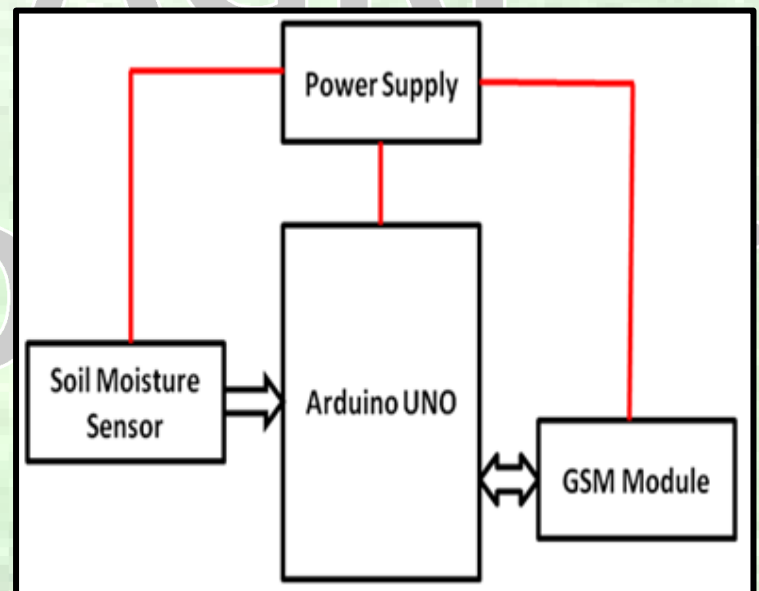 Power Supply
Soil Moisture
Sensor
Arduino UNO
GSM Module